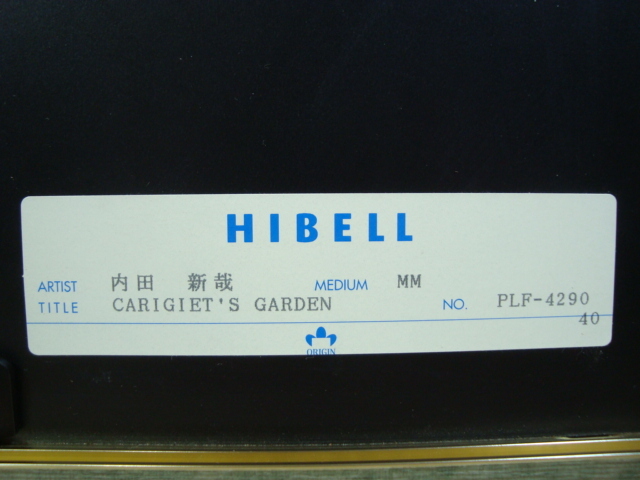 HIBELL
ARTIST 内田 新哉 MEDIUM MM
TITLE CARIGIET'S GARDEN NO. PLF-4290
40
ORIGIN